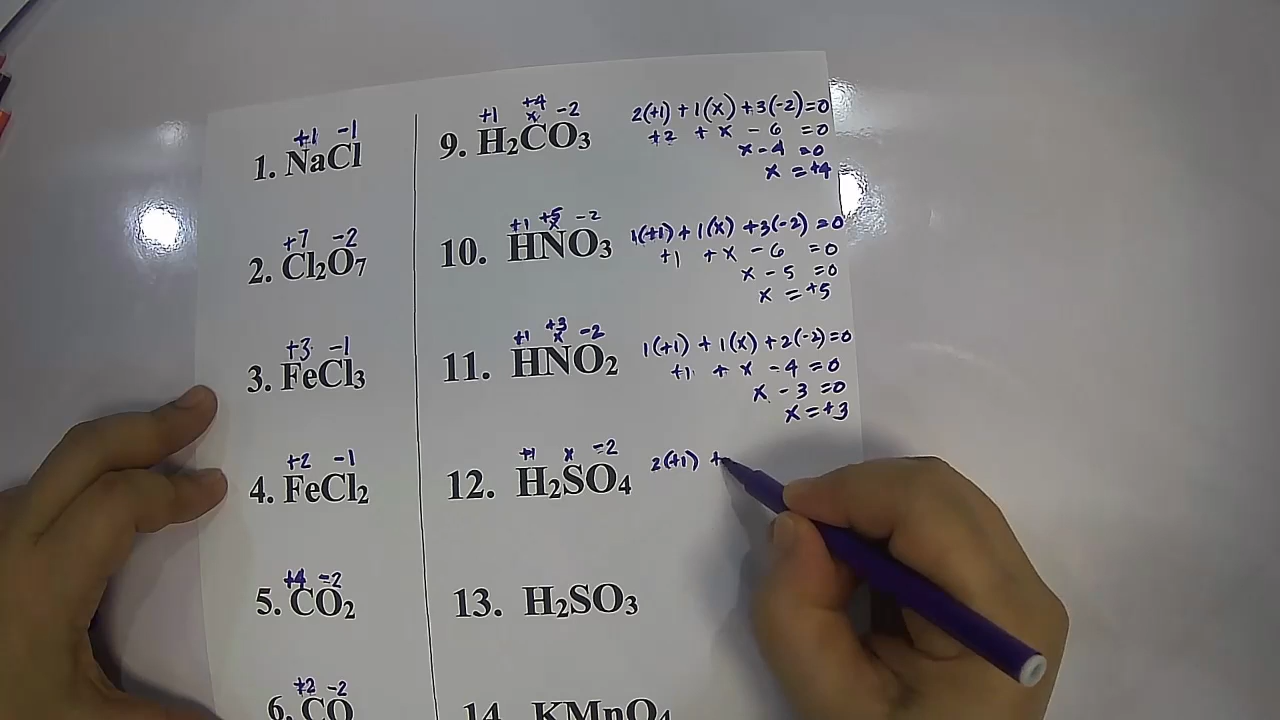 +1 -1
1. NaCl
+7 -2
2. Cl₂O₇
+3 -1
3. FeCl₃
+2 -1
4. FeCl₂
+4 -2
5. CO₂
+2 -2
6. CO
+4
+1 x -2
9. H₂CO₃
2(+1) + 1(x) + 3(-2) = 0
+2 + x - 6 = 0
x - 4 = 0
x = +4
+1 +5 -2
x
10. HNO₃
1(+1) + 1(x) + 3(-2) = 0
+1 + x - 6 = 0
x - 5 = 0
x = +5
+3
+1 x -2
11. HNO₂
1(+1) + 1(x) + 2(-2) = 0
+1 + x - 4 = 0
x - 3 = 0
x = +3
+1 x -2
12. H₂SO₄
2(+1) +
13. H₂SO₃
14. KMnO₄